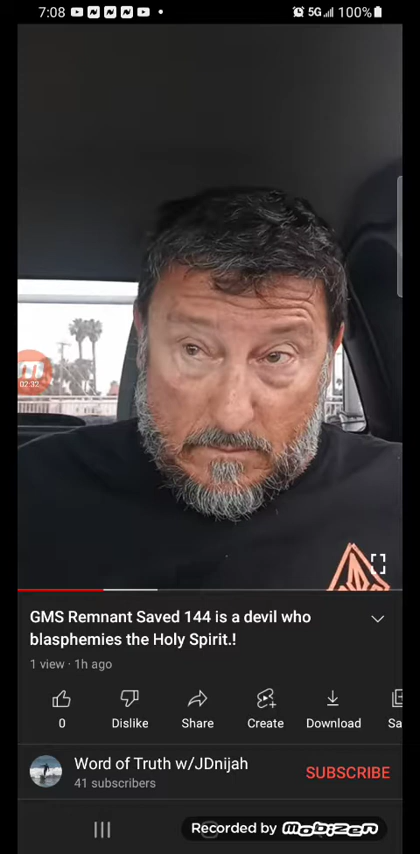 7:08
5G
100%
02:32
GMS Remnant Saved 144 is a devil who
blasphemies the Holy Spirit.!
1 view · 1h ago
0
Dislike
Share
Create
Download
Sa
Word of Truth w/JDnijah
41 subscribers
SUBSCRIBE
Recorded by mobizen